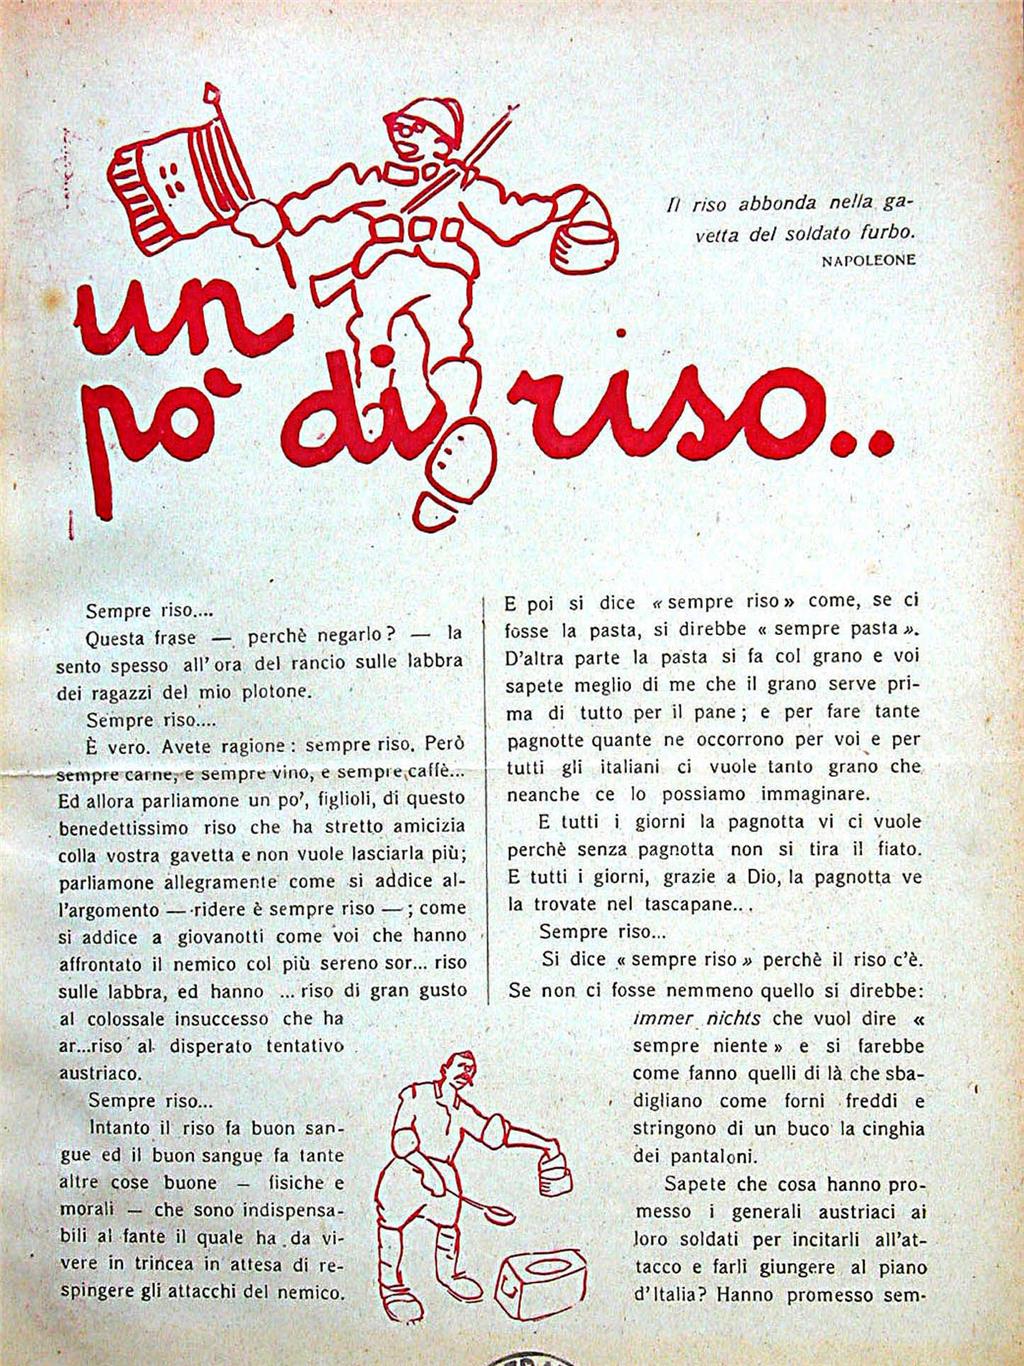 Il riso abbonda nella ga-
vetta del soldato furbo.
NAPOLEONE
un
pò di riso..
Sempre riso....
Questa frase — perchè negarlo? — la
sento spesso all'ora del rancio sulle labbra
dei ragazzi del mio plotone.
Sempre riso....
È vero. Avete ragione: sempre riso. Però
sempre carne, e sempre vino, e sempre caffè...
Ed allora parliamone un po', figlioli, di questo
benedettissimo riso che ha stretto amicizia
colla vostra gavetta e non vuole lasciarla più;
parliamone allegramente come si addice al-
l'argomento — ridere è sempre riso — ; come
si addice a giovanotti come voi che hanno
affrontato il nemico col più sereno sor... riso
sulle labbra, ed hanno ... riso di gran gusto
al colossale insuccesso che ha
ar...riso al disperato tentativo
austriaco.
Sempre riso...
Intanto il riso fa buon san-
gue ed il buon sangue fa tante
altre cose buone — fisiche e
morali — che sono indispensa-
bili al fante il quale ha da vi-
vere in trincea in attesa di re-
spingere gli attacchi del nemico.
E poi si dice « sempre riso » come, se ci
fosse la pasta, si direbbe « sempre pasta ».
D'altra parte la pasta si fa col grano e voi
sapete meglio di me che il grano serve pri-
ma di tutto per il pane; e per fare tante
pagnotte quante ne occorrono per voi e per
tutti gli italiani ci vuole tanto grano che
neanche ce lo possiamo immaginare.
E tutti i giorni la pagnotta vi ci vuole
perchè senza pagnotta non si tira il fiato.
E tutti i giorni, grazie a Dio, la pagnotta ve
la trovate nel tascapane...
Sempre riso...
Si dice « sempre riso » perchè il riso c'è.
Se non ci fosse nemmeno quello si direbbe:
immer nichts che vuol dire «
sempre niente » e si farebbe
come fanno quelli di là che sba-
digliano come forni freddi e
stringono di un buco la cinghia
dei pantaloni.
Sapete che cosa hanno pro-
messo i generali austriaci ai
loro soldati per incitarli all'at-
tacco e farli giungere al piano
d'Italia? Hanno promesso sem-